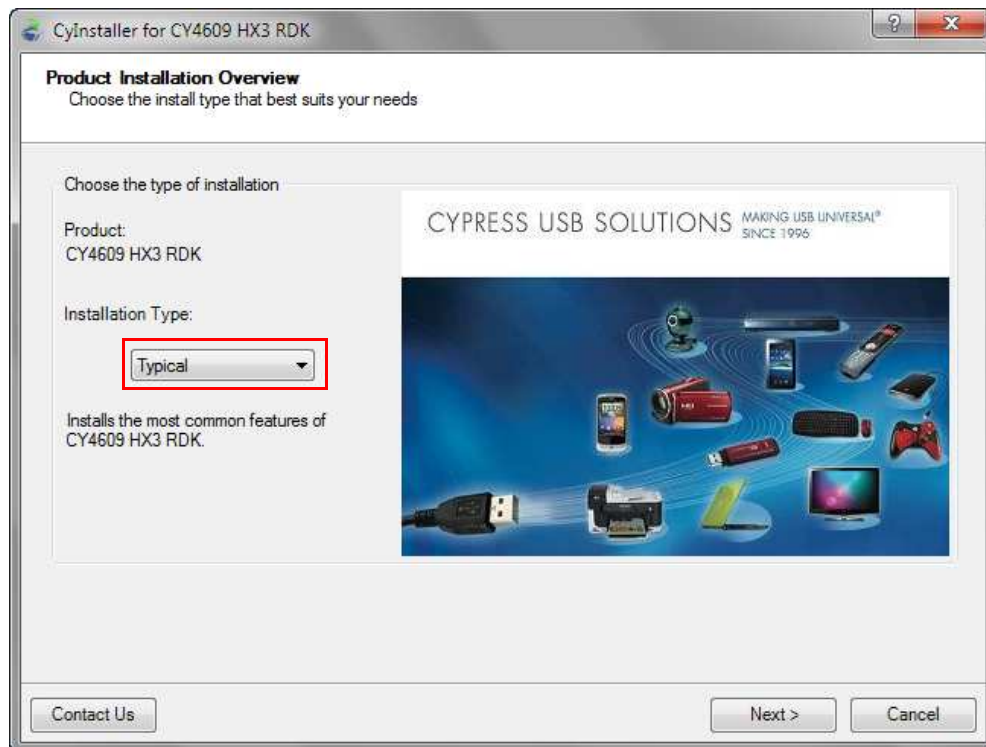 CyInstaller for CY4609 HX3 RDK
Product Installation Overview
Choose the install type that best suits your needs
Choose the type of installation
Product:
CY4609 HX3 RDK
Installation Type:
Typical
Installs the most common features of
CY4609 HX3 RDK.
CYPRESS USB SOLUTIONS
MAKING USB UNIVERSAL®
SINCE 1996
Contact Us
Next >
Cancel